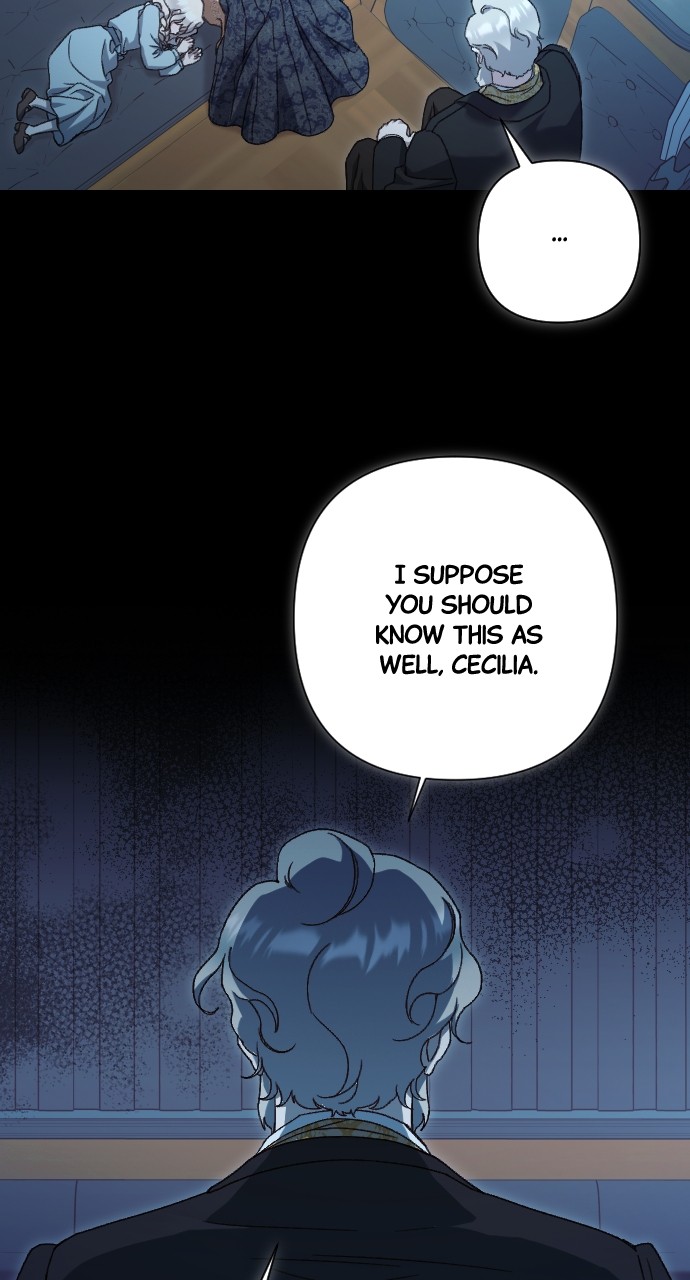 ...
I SUPPOSE
YOU SHOULD
KNOW THIS AS
WELL, CECILIA.